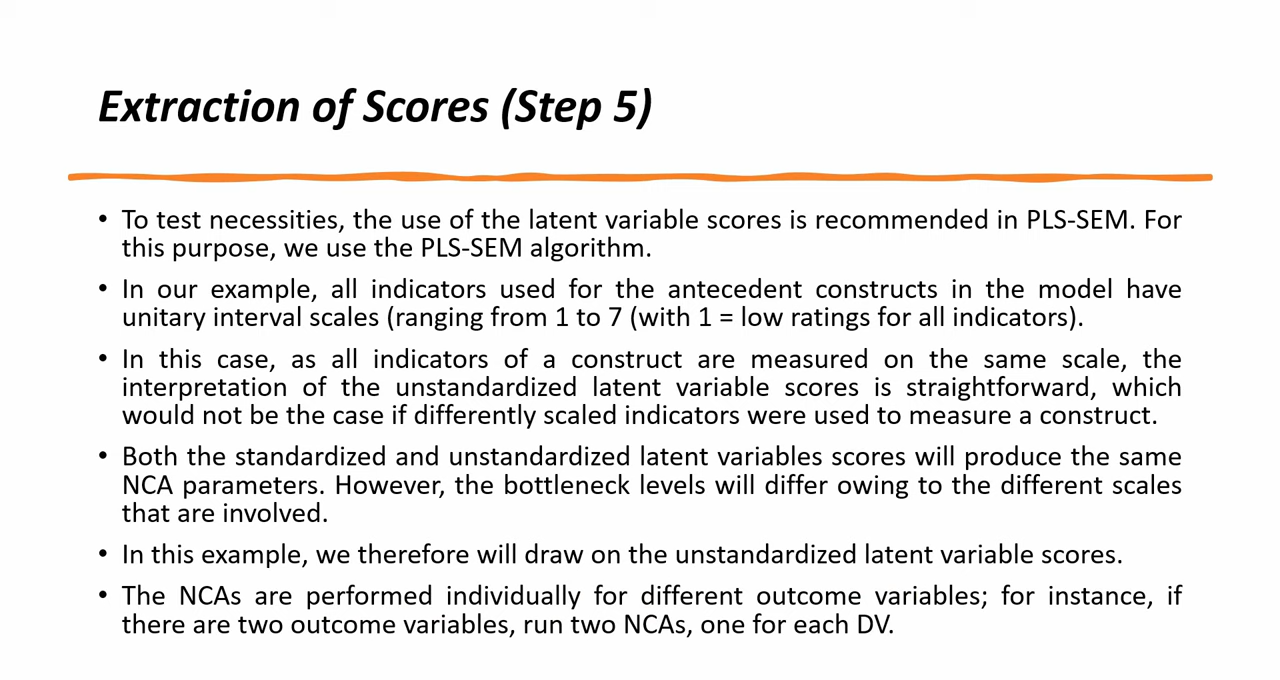 Extraction of Scores (Step 5)
• To test necessities, the use of the latent variable scores is recommended in PLS-SEM. For
this purpose, we use the PLS-SEM algorithm.
• In our example, all indicators used for the antecedent constructs in the model have
unitary interval scales (ranging from 1 to 7 (with 1 = low ratings for all indicators).
• In this case, as all indicators of a construct are measured on the same scale, the
interpretation of the unstandardized latent variable scores is straightforward, which
would not be the case if differently scaled indicators were used to measure a construct.
• Both the standardized and unstandardized latent variables scores will produce the same
NCA parameters. However, the bottleneck levels will differ owing to the different scales
that are involved.
• In this example, we therefore will draw on the unstandardized latent variable scores.
• The NCAs are performed individually for different outcome variables; for instance, if
there are two outcome variables, run two NCAs, one for each DV.